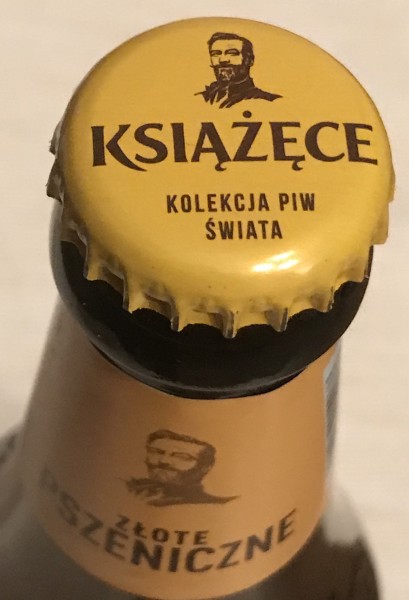 KSIĄŻĘCE
KOLEKCJA PIW
ŚWIATA
ZŁOTE
PSZENICZNE